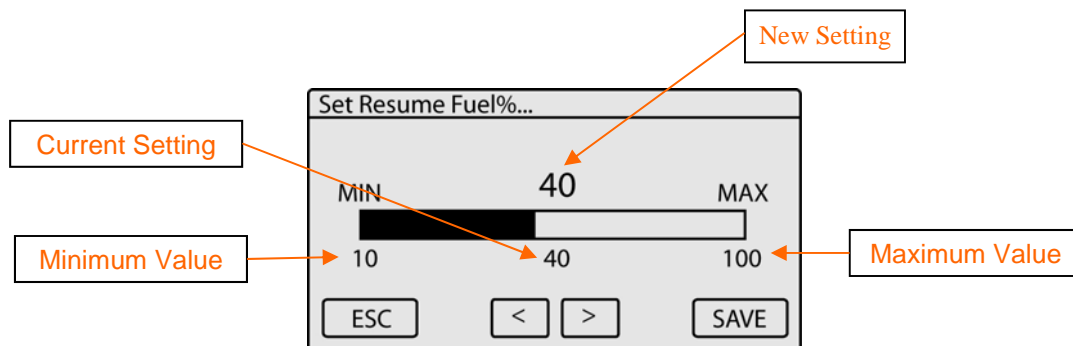 New Setting
Set Resume Fuel%...
Current Setting
40
MIN
MAX
Minimum Value
10
40
100
Maximum Value
ESC
<
>
SAVE